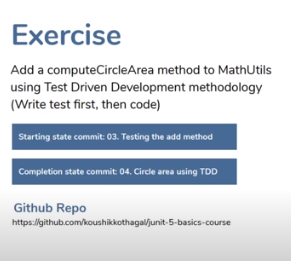 Exercise
Add a computeCircleArea method to MathUtils
using Test Driven Development methodology
(Write test first, then code)
Starting state commit: 03. Testing the add method
Completion state commit: 04. Circle area using TDD
Github Repo
https://github.com/koushikkothagal/junit-5-basics-course